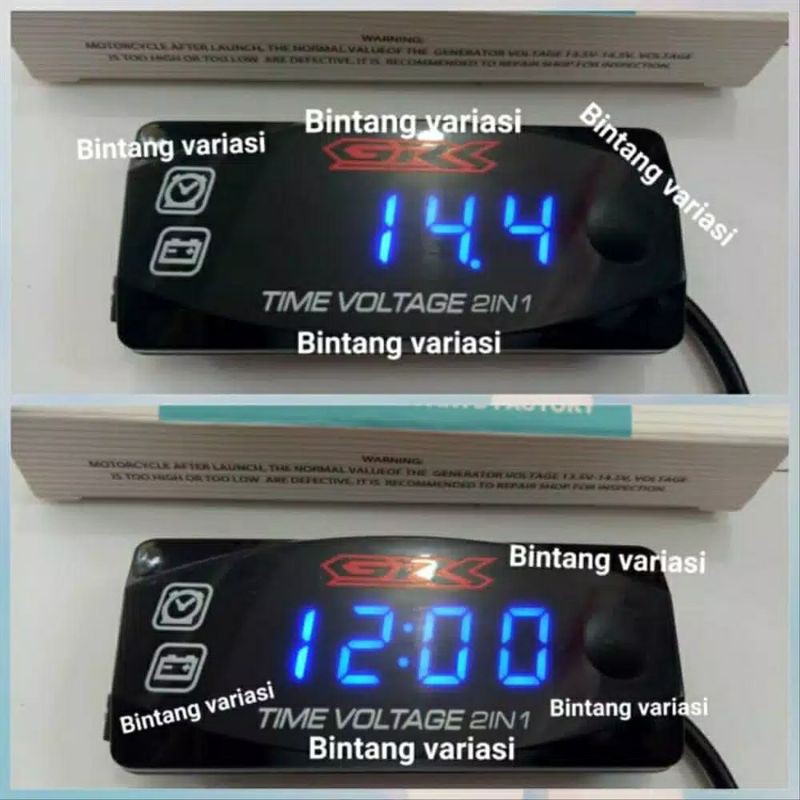 WARNING:
MOTORCYCLE AFTER LAUNCH, THE NORMAL VALUEOF THE GENERATOR VOLTAGE 13.5V-14.5V, VOLTAGE
IS TOO HIGH OR TOO LOW ARE DEFECTIVE, IT IS RECOMMENDED TO REPAIR SHOP FOR INSPECTION.
Bintang variasi
Bintang variasi
Bintang variasi
14.4
TIME VOLTAGE 2IN1
Bintang variasi
WARNING:
MOTORCYCLE AFTER LAUNCH, THE NORMAL VALUEOF THE GENERATOR VOLTAGE 13.5V-14.5V, VOLTAGE
IS TOO HIGH OR TOO LOW ARE DEFECTIVE, IT IS RECOMMENDED TO REPAIR SHOP FOR INSPECTION.
Bintang variasi
12:00
Bintang variasi
Bintang variasi
TIME VOLTAGE 2IN1
Bintang variasi